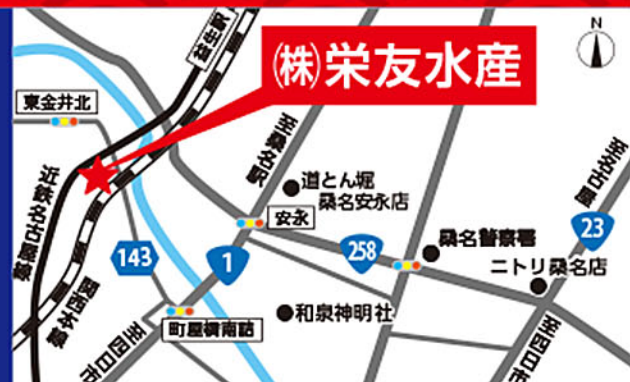 益生駅
N
㈱栄友水産
東金井北
至桑名駅
道とん堀
桑名安永店
至名古屋
近鉄名古屋線
安永
23
143
1
258
桑名警察署
ニトリ桑名店
関西本線
和泉神明社
町屋橋南詰
至四日市
至四日市